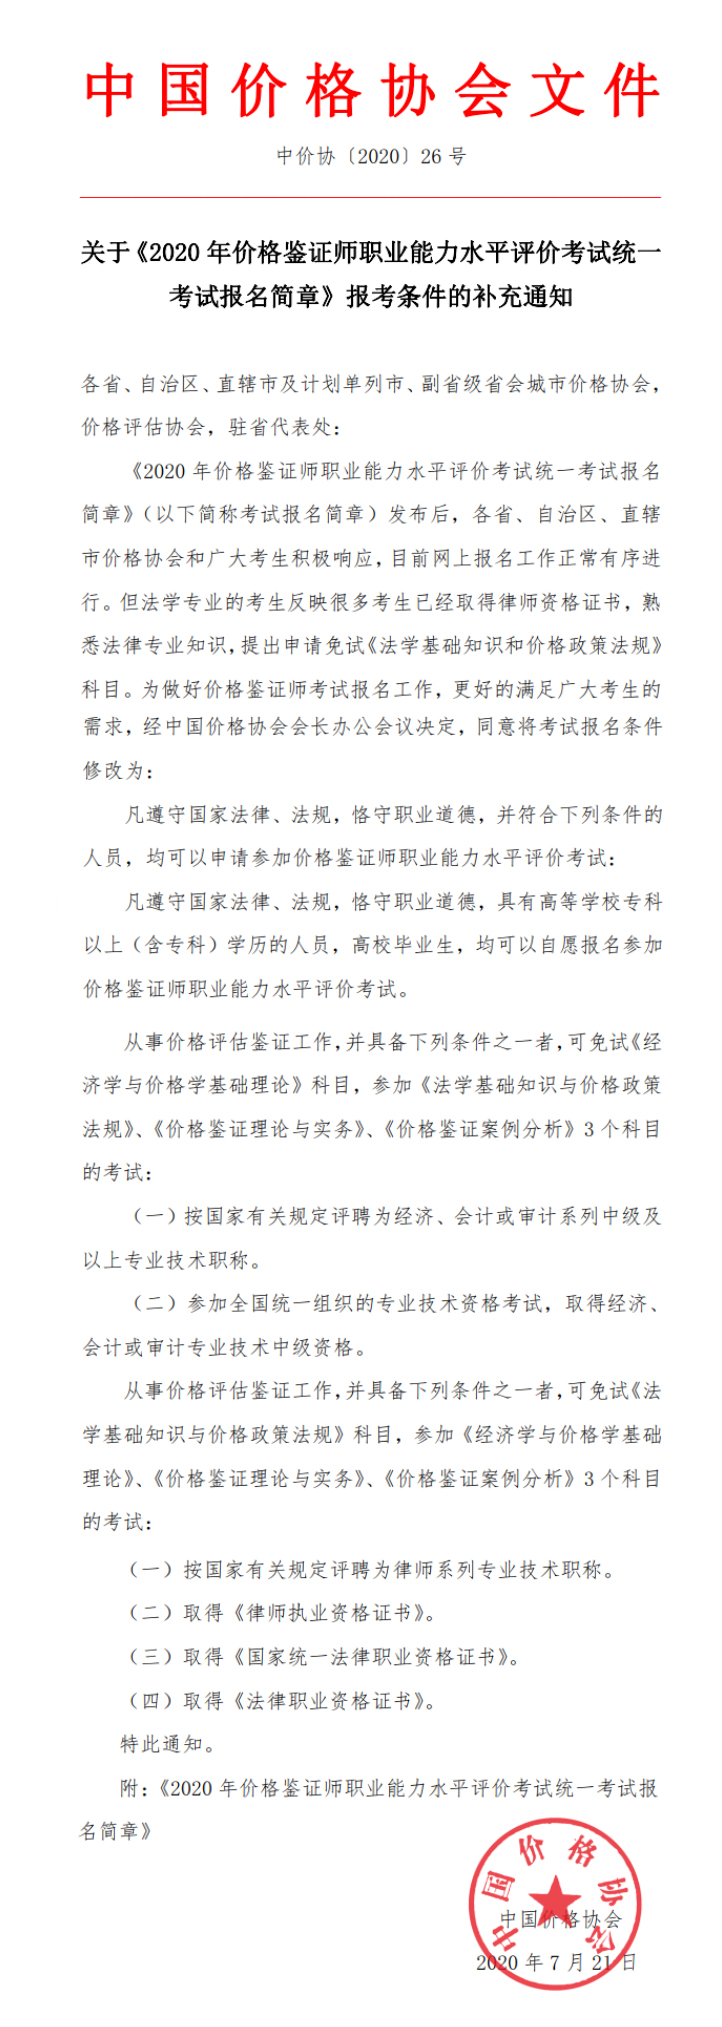 中国价格协会文件
中价协〔2020〕26 号
关于《2020 年价格鉴证师职业能力水平评价考试统一
考试报名简章》报考条件的补充通知
各省、自治区、直辖市及计划单列市、副省级省会城市价格协会，
价格评估协会，驻省代表处：
《2020 年价格鉴证师职业能力水平评价考试统一考试报名
简章》（以下简称考试报名简章）发布后，各省、自治区、直辖
市价格协会和广大考生积极响应，目前网上报名工作正常有序进
行。但法学专业的考生反映很多考生已经取得律师资格证书，熟
悉法律专业知识，提出申请免试《法学基础知识和价格政策法规》
科目。为做好价格鉴证师考试报名工作，更好的满足广大考生的
需求，经中国价格协会会长办公会议决定，同意将考试报名条件
修改为：
凡遵守国家法律、法规，恪守职业道德，并符合下列条件的
人员，均可以申请参加价格鉴证师职业能力水平评价考试：
凡遵守国家法律、法规，恪守职业道德，具有高等学校专科
以上（含专科）学历的人员，高校毕业生，均可以自愿报名参加
价格鉴证师职业能力水平评价考试。
从事价格评估鉴证工作，并具备下列条件之一者，可免试《经
济学与价格学基础理论》科目，参加《法学基础知识与价格政策
法规》、《价格鉴证理论与实务》、《价格鉴证案例分析》3 个科目
的考试：
（一）按国家有关规定评聘为经济、会计或审计系列中级及
以上专业技术职称。
（二）参加全国统一组织的专业技术资格考试，取得经济、
会计或审计专业技术中级资格。
从事价格评估鉴证工作，并具备下列条件之一者，可免试《法
学基础知识与价格政策法规》科目，参加《经济学与价格学基础
理论》、《价格鉴证理论与实务》、《价格鉴证案例分析》3 个科目
的考试：
（一）按国家有关规定评聘为律师系列专业技术职称。
（二）取得《律师执业资格证书》。
（三）取得《国家统一法律职业资格证书》。
（四）取得《法律职业资格证书》。
特此通知。
附：《2020 年价格鉴证师职业能力水平评价考试统一考试报
名简章》
中国价格协会
中国价格协会
2020 年 7 月 21 日